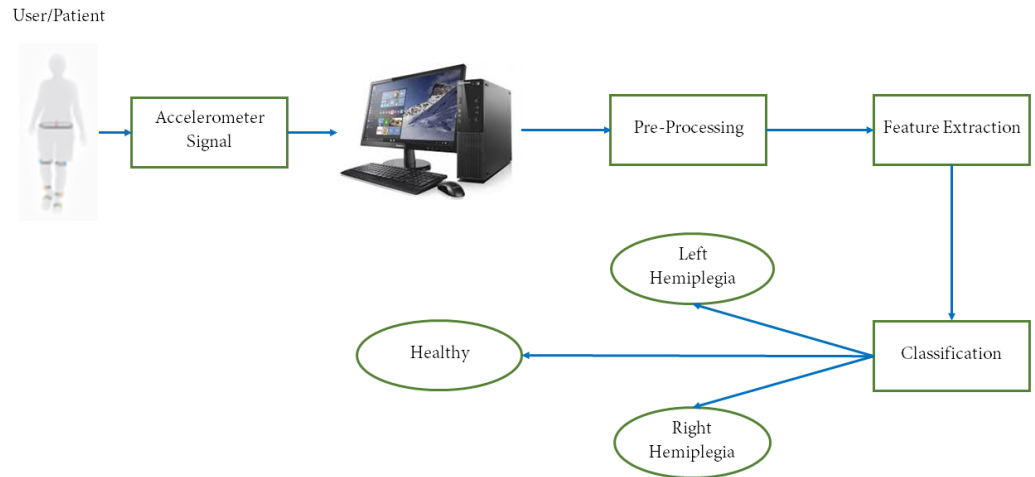 User/Patient
Accelerometer
Signal
Pre-Processing
Feature Extraction
Left
Hemiplegia
Healthy
Classification
Right
Hemiplegia